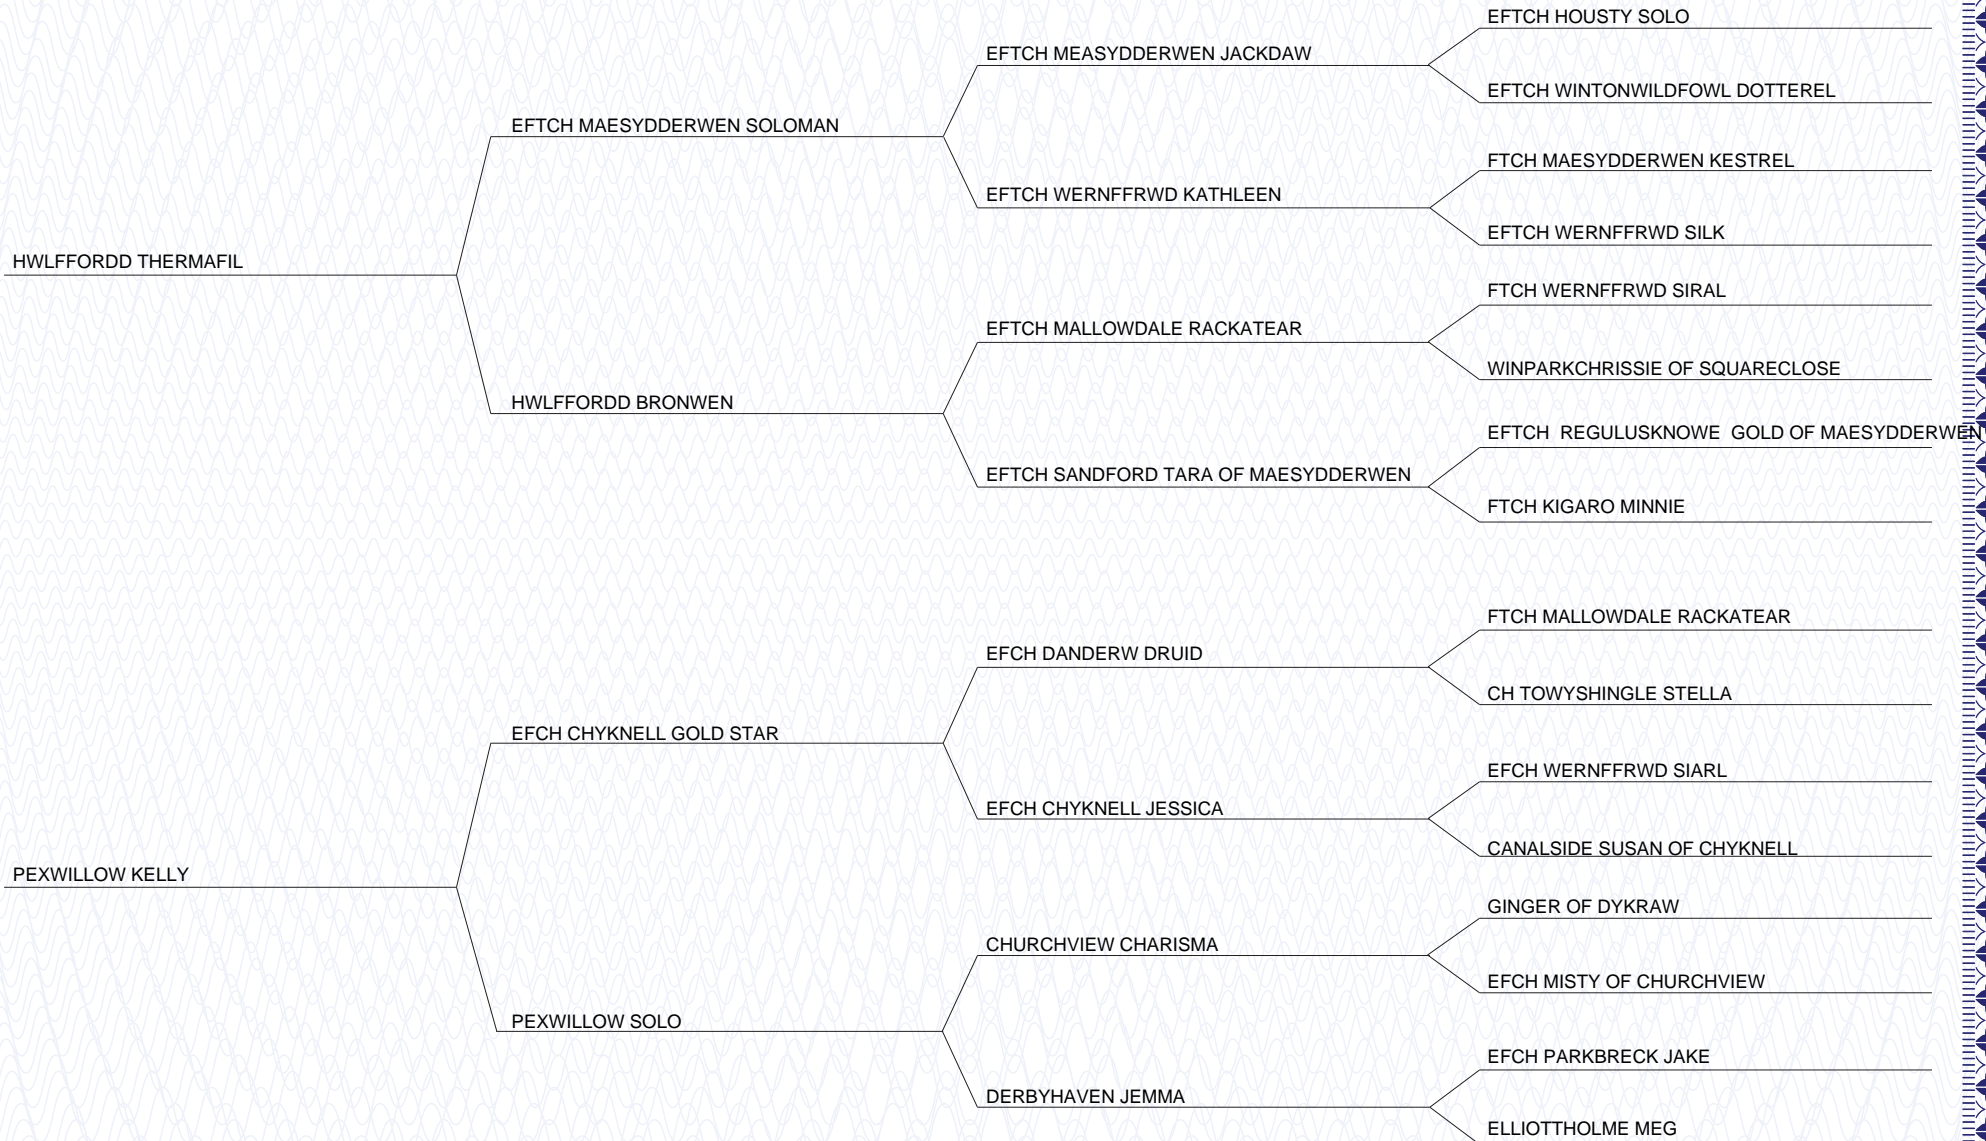 EFTCH HOUSTY SOLO
EFTCH MEASYDDERWEN JACKDAW
EFTCH WINTONWILDFOWL DOTTEREL
EFTCH MAESYDDERWEN SOLOMAN
FTCH MAESYDDERWEN KESTREL
EFTCH WERNFFRWD KATHLEEN
EFTCH WERNFFRWD SILK
HWLFFORDD THERMAFIL
FTCH WERNFFRWD SIRAL
EFTCH MALLOWDALE RACKATEAR
WINPARKCHRISSIE OF SQUARECLOSE
HWLFFORDD BRONWEN
EFTCH  REGULUSKNOWE  GOLD OF MAESYDDERWEN
EFTCH SANDFORD TARA OF MAESYDDERWEN
FTCH KIGARO MINNIE
FTCH MALLOWDALE RACKATEAR
EFCH DANDERW DRUID
CH TOWYSHINGLE STELLA
EFCH CHYKNELL GOLD STAR
EFCH WERNFFRWD SIARL
EFCH CHYKNELL JESSICA
CANALSIDE SUSAN OF CHYKNELL
PEXWILLOW KELLY
GINGER OF DYKRAW
CHURCHVIEW CHARISMA
EFCH MISTY OF CHURCHVIEW
PEXWILLOW SOLO
EFCH PARKBRECK JAKE
DERBYHAVEN JEMMA
ELLIOTTHOLME MEG